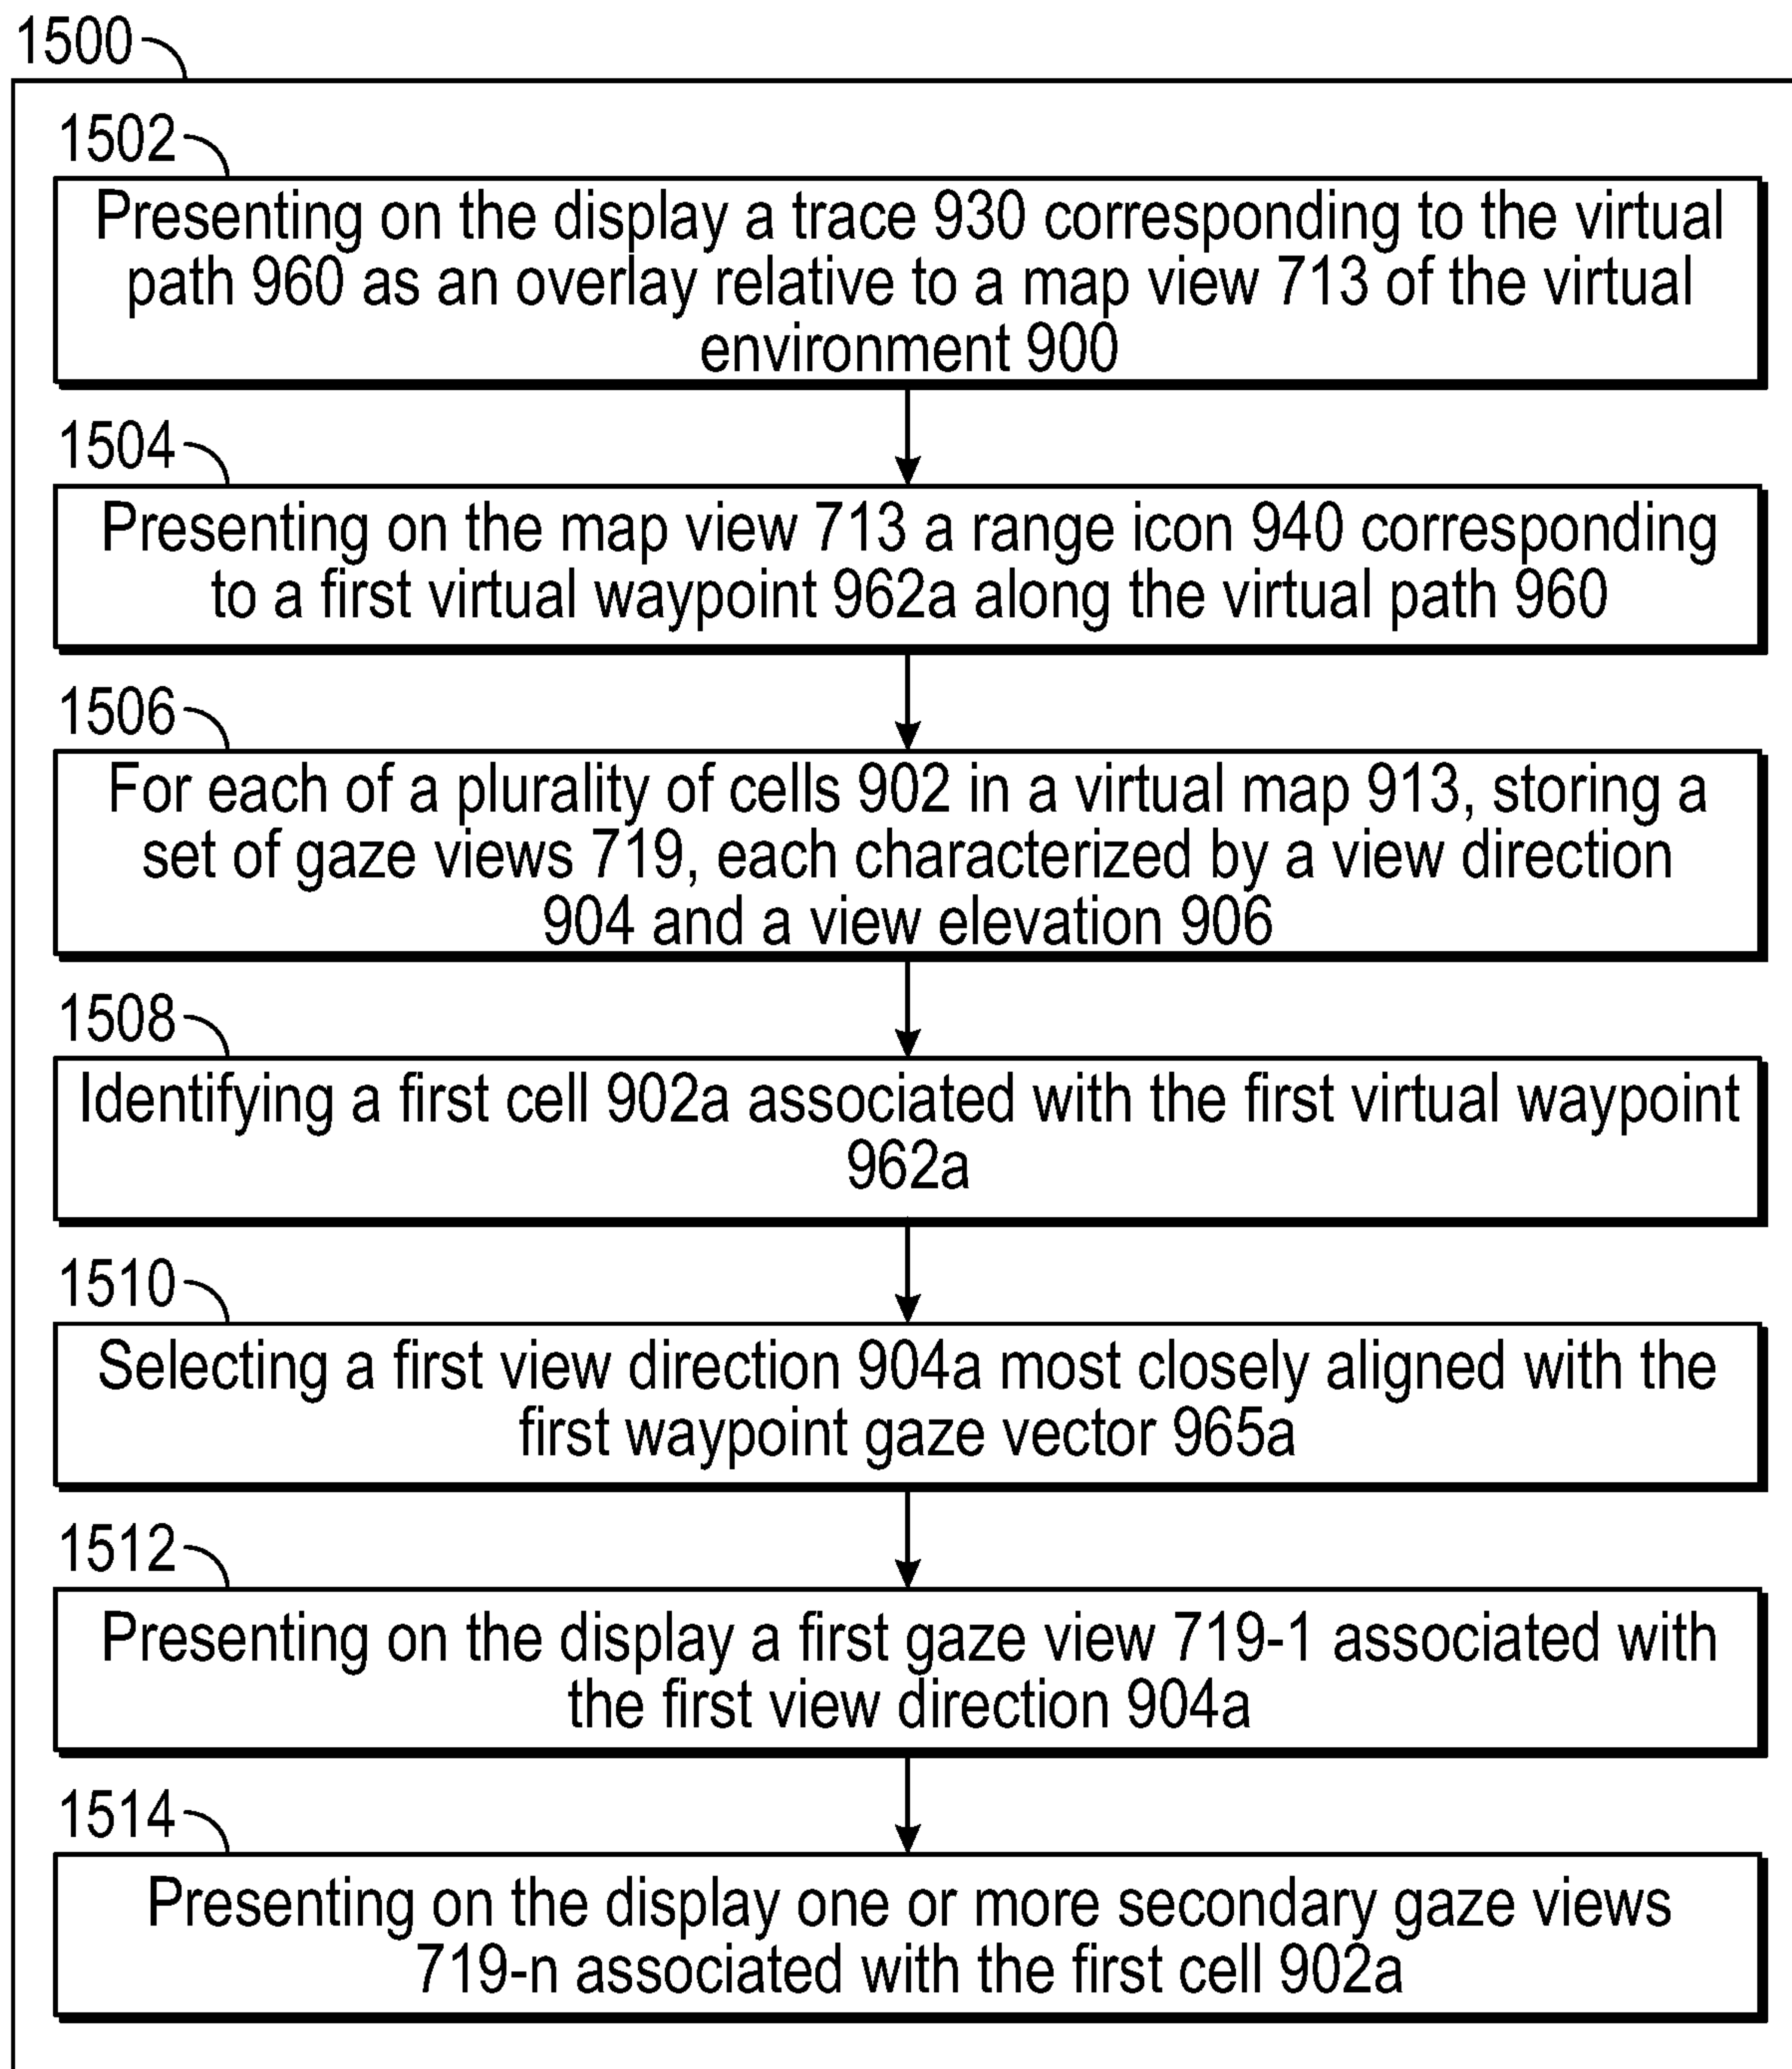 1500
1502
Presenting on the display a trace 930 corresponding to the virtual
path 960 as an overlay relative to a map view 713 of the virtual
environment 900
1504
Presenting on the map view 713 a range icon 940 corresponding
to a first virtual waypoint 962a along the virtual path 960
1506
For each of a plurality of cells 902 in a virtual map 913, storing a
set of gaze views 719, each characterized by a view direction
904 and a view elevation 906
1508
Identifying a first cell 902a associated with the first virtual waypoint
962a
1510
Selecting a first view direction 904a most closely aligned with the
first waypoint gaze vector 965a
1512
Presenting on the display a first gaze view 719-1 associated with
the first view direction 904a
1514
Presenting on the display one or more secondary gaze views
719-n associated with the first cell 902a